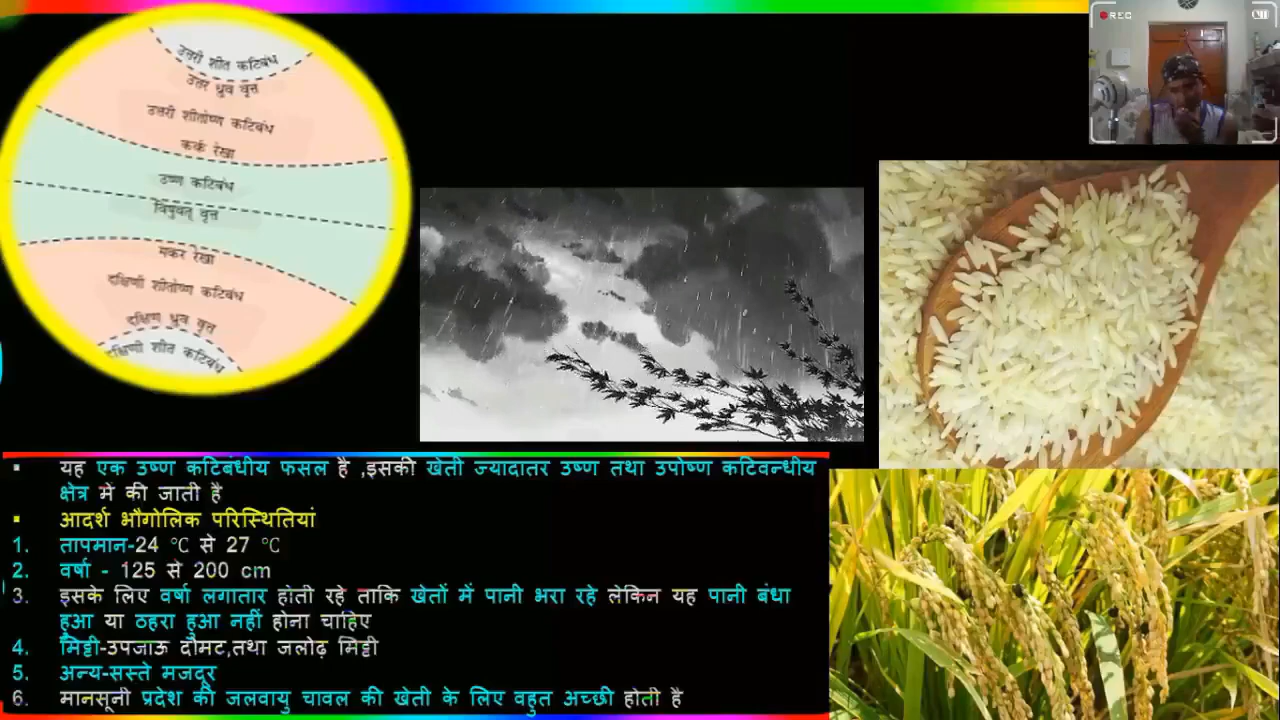 REC
उत्तरी शीत कटिबंध
उत्तर ध्रुव वृत्त
उत्तरी शीतोष्ण कटिबंध
कर्क रेखा
उष्ण कटिबंध
विषुवत् वृत्त
मकर रेखा
दक्षिणी शीतोष्ण कटिबंध
दक्षिण ध्रुव वृत्त
दक्षिणी शीत कटिबंध
▪ यह एक उष्ण कटिबंधीय फसल है ,इसकी खेती ज्यादातर उष्ण तथा उपोष्ण कटिवन्धीय
क्षेत्र में की जाती है
▪ आदर्श भौगोलिक परिस्थितियां
1. तापमान-24 °C से 27 °C
2. वर्षा - 125 से 200 cm
3. इसके लिए वर्षा लगातार होती रहे ताकि खेतों में पानी भरा रहे लेकिन यह पानी बंधा
हुआ या ठहरा हुआ नहीं होना चाहिए
4. मिट्टी-उपजाऊ दोमट,तथा जलोढ़ मिट्टी
5. अन्य-सस्ते मजदूर
6. मानसूनी प्रदेश की जलवायु चावल की खेती के लिए वहुत अच्छी होती है